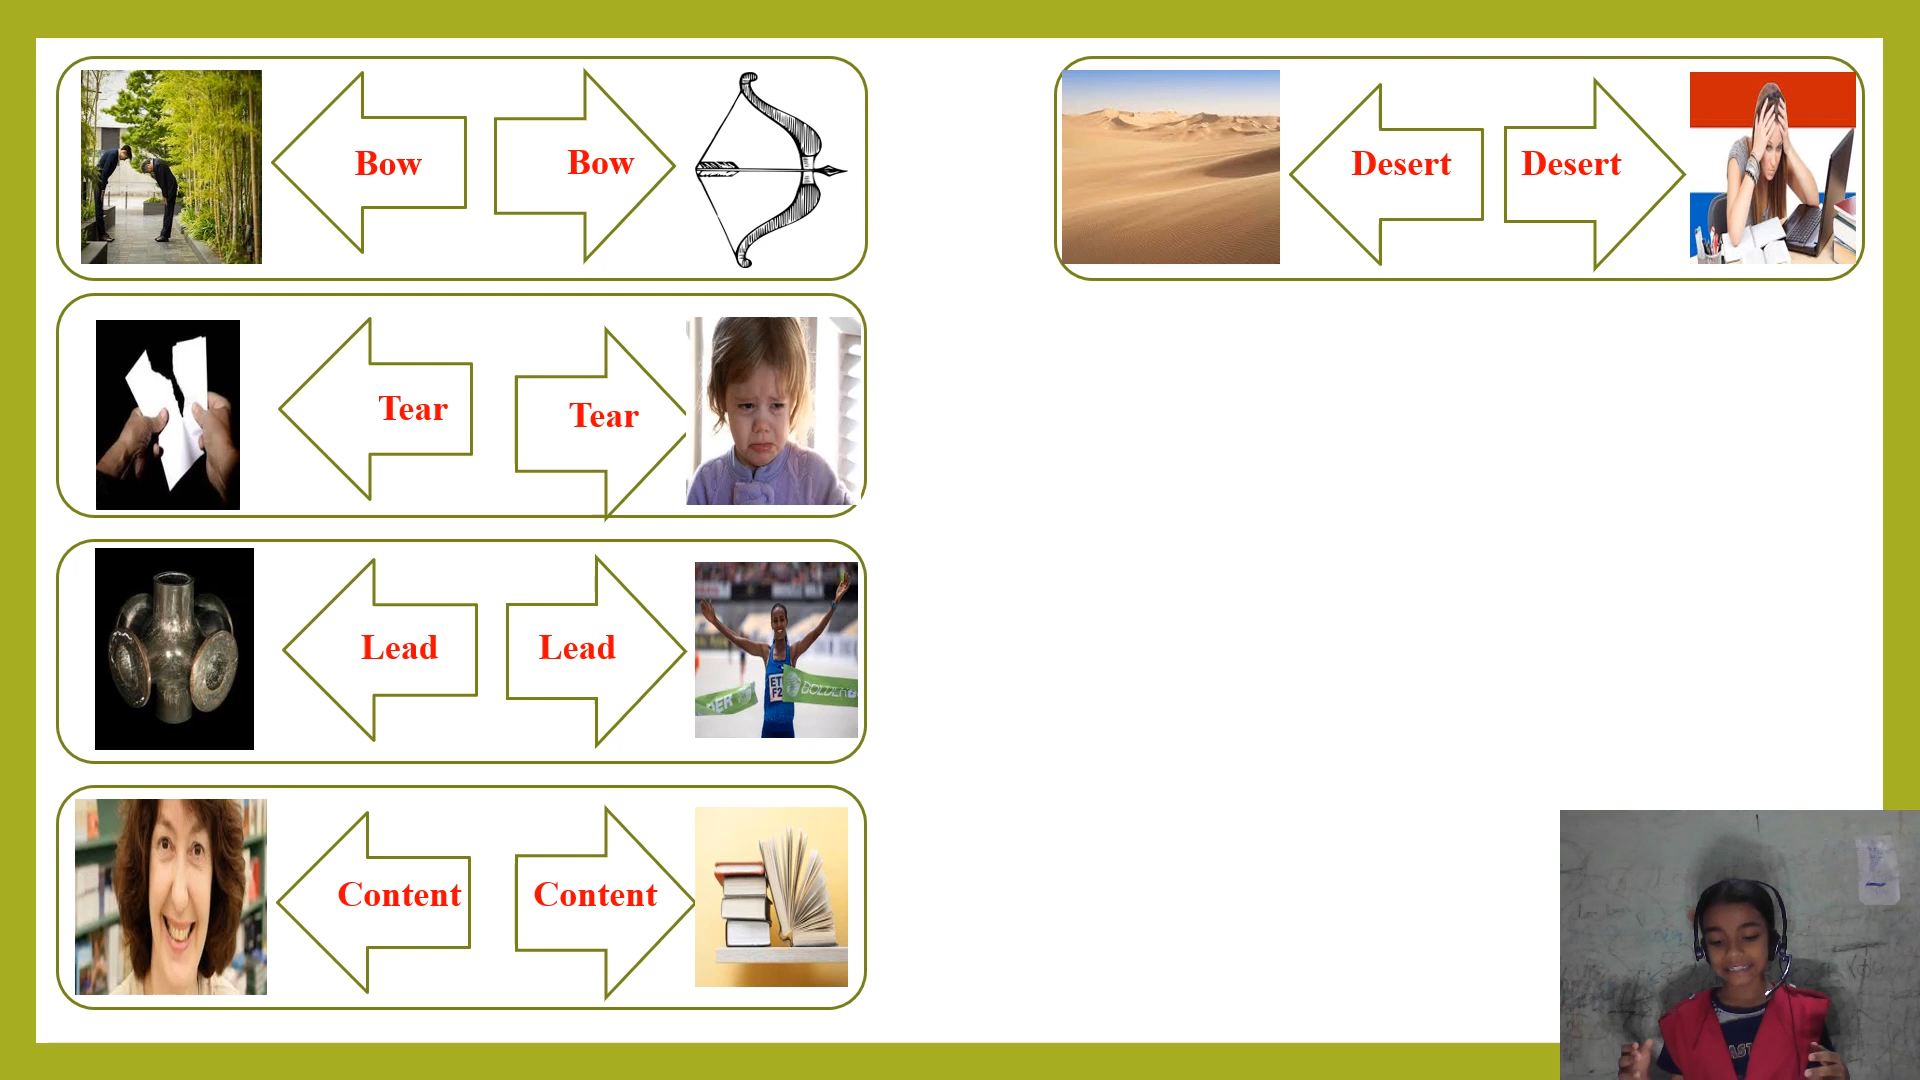 Bow
Bow
Tear
Tear
Lead
Lead
Content
Content
Desert
Desert